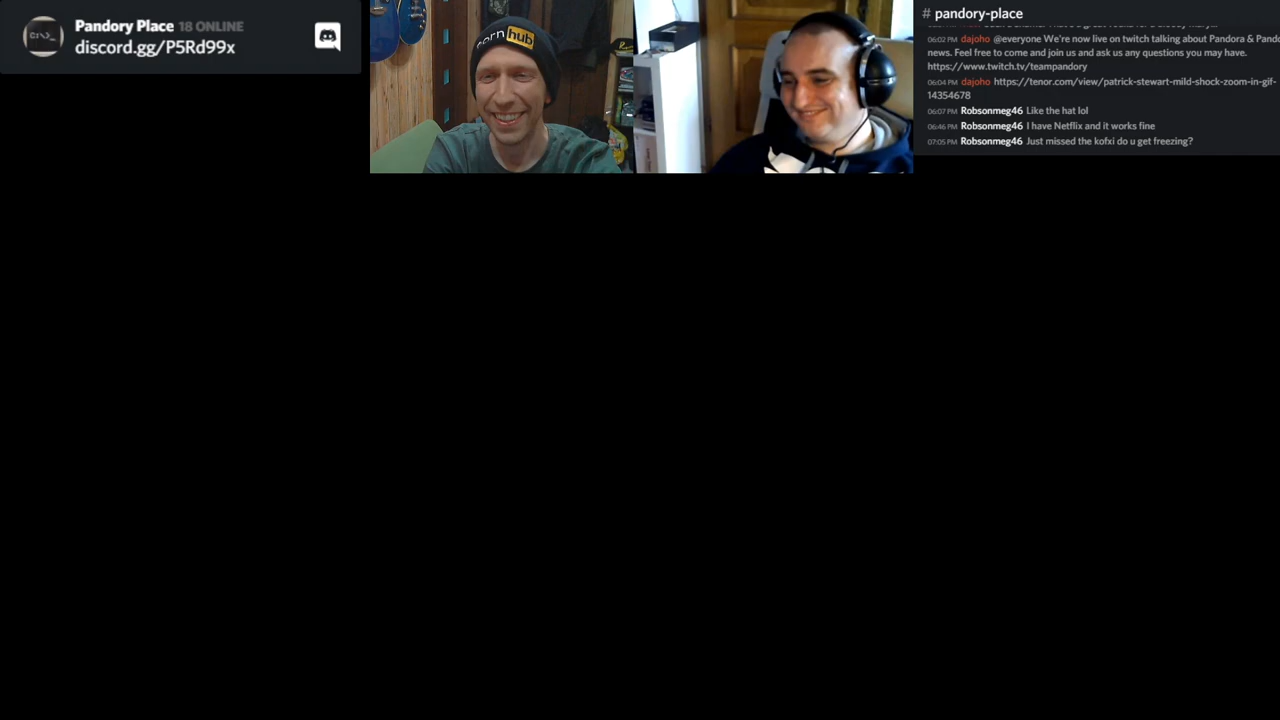 Pandory Place 18 ONLINE
discord.gg/P5Rd99x
hub
# pandory-place
06:02 PM dajoho @everyone We're now live on twitch talking about Pandora &
news. Feel free to come and join us and ask us any questions you may have.
https://www.twitch.tv/teampandory
06:04 PM dajoho https://tenor.com/view/patrick-stewart-mild-shock-zoom-in-gif-
14354678
06:07 PM Robsonmeg46 Like the hat lol
06:46 PM Robsonmeg46 I have Netflix and it works fine
07:05 PM Robsonmeg46 Just missed the kofxi do u get freezing?